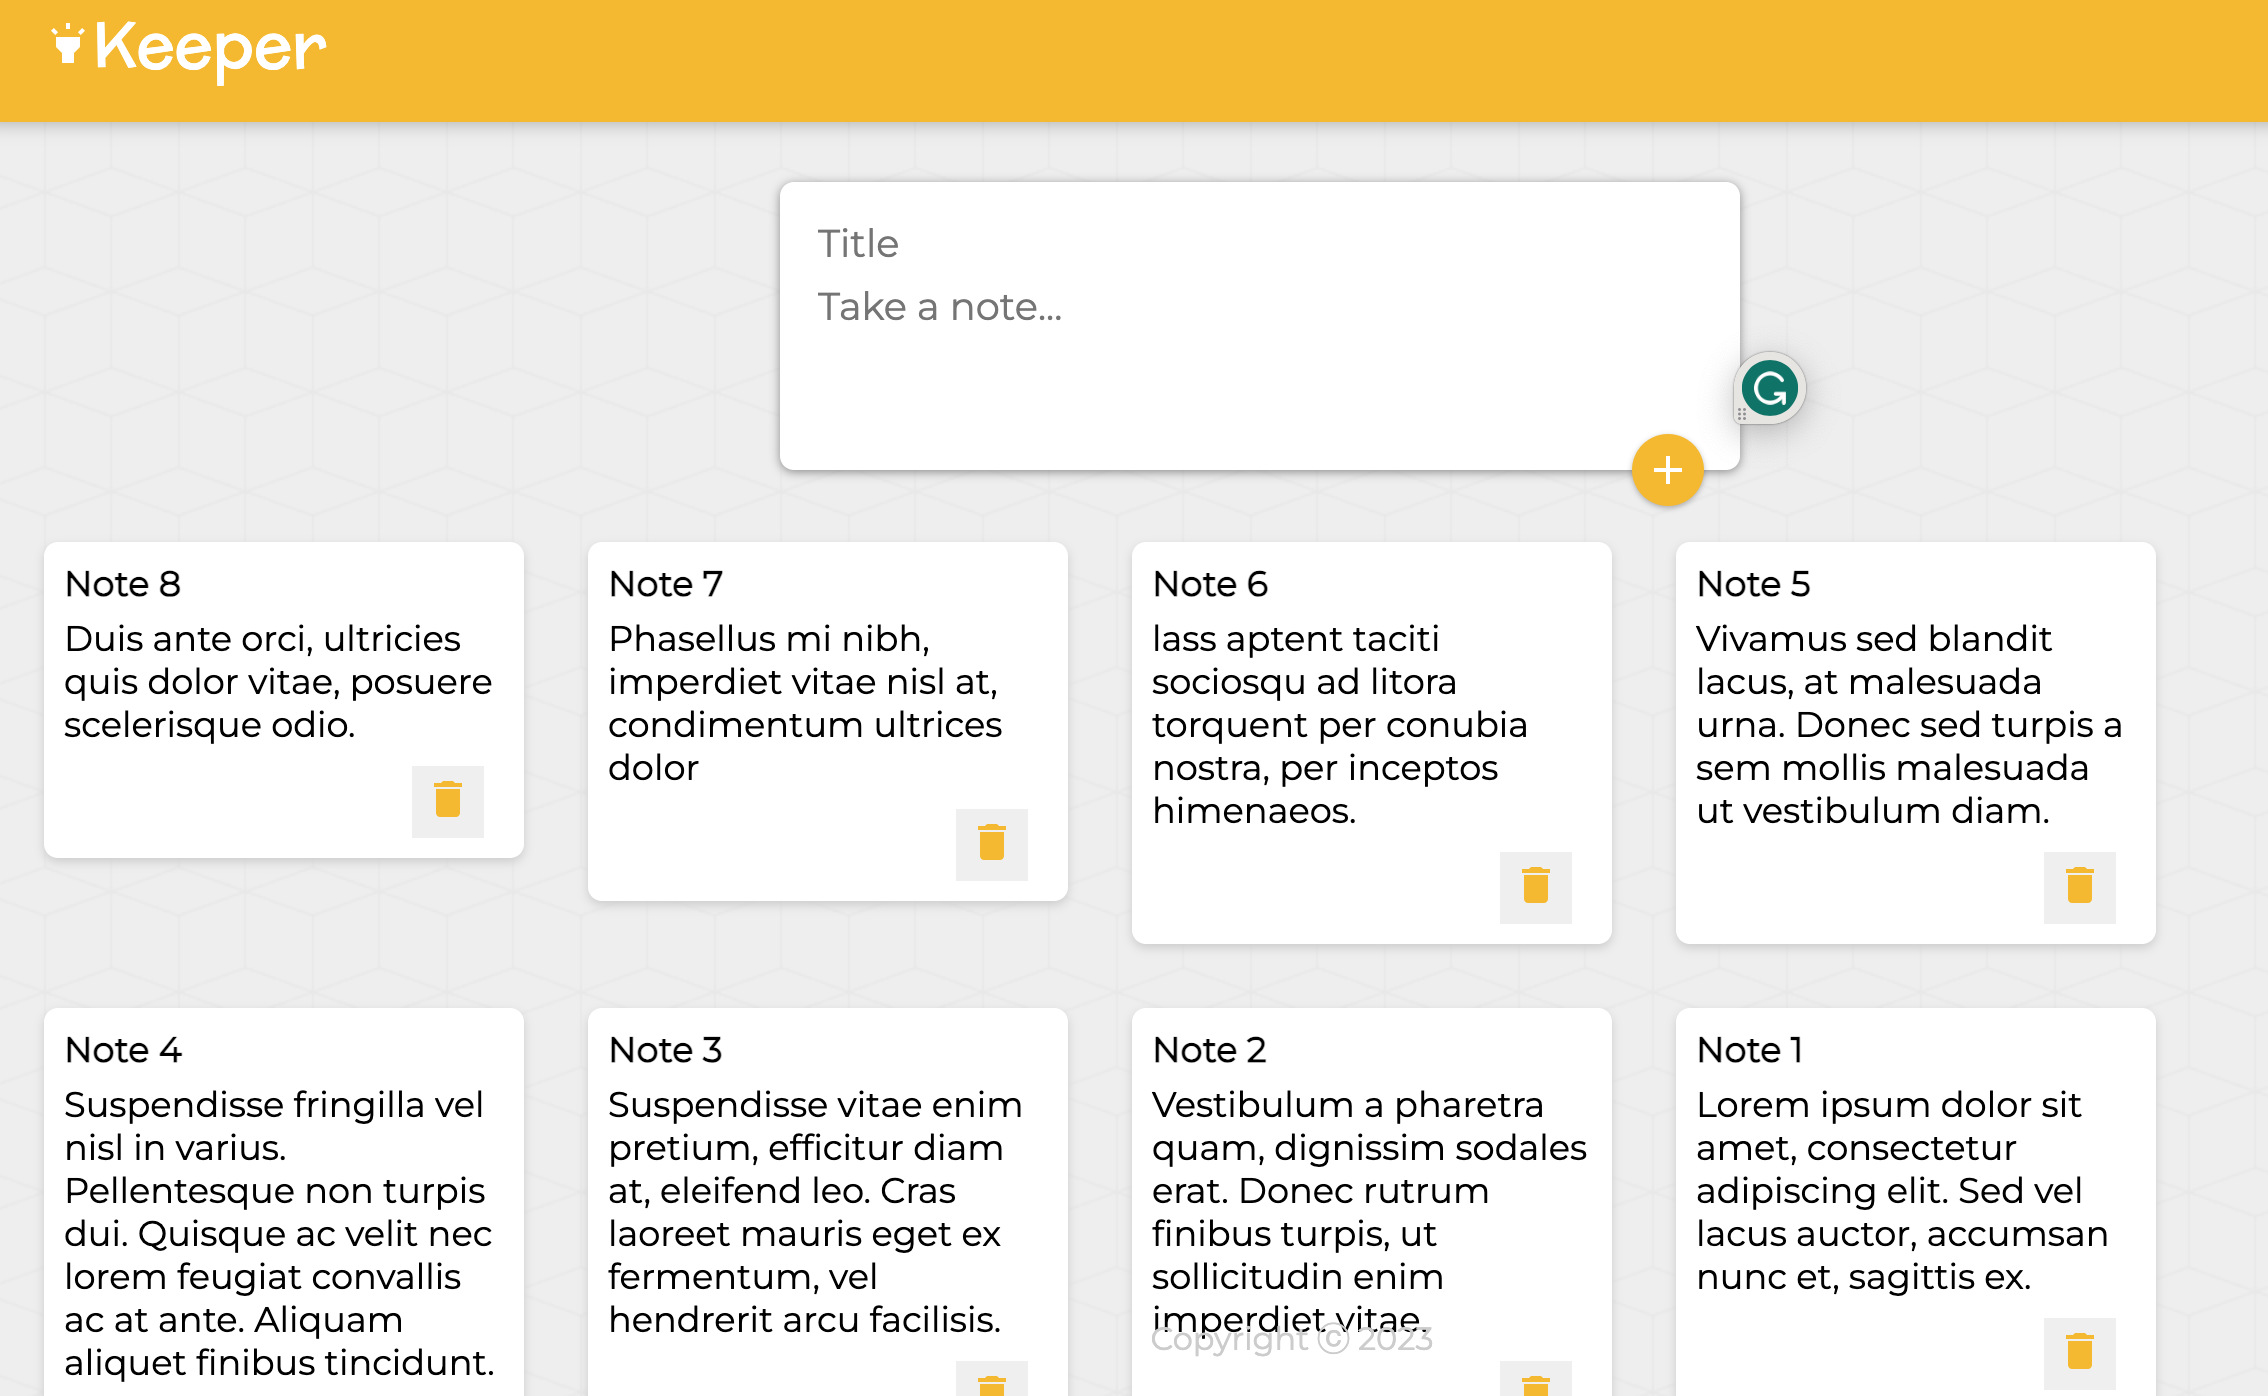 Keeper
Title
Take a note...
Note 8
Duis ante orci, ultricies
quis dolor vitae, posuere
scelerisque odio.
Note 7
Phasellus mi nibh,
imperdiet vitae nisl at,
condimentum ultrices
dolor
Note 6
lass aptent taciti
sociosqu ad litora
torquent per conubia
nostra, per inceptos
himenaeos.
Note 5
Vivamus sed blandit
lacus, at malesuada
urna. Donec sed turpis a
sem mollis malesuada
ut vestibulum diam.
Note 4
Suspendisse fringilla vel
nisl in varius.
Pellentesque non turpis
dui. Quisque ac velit nec
lorem feugiat convallis
ac at ante. Aliquam
aliquet finibus tincidunt.
Note 3
Suspendisse vitae enim
pretium, efficitur diam
at, eleifend leo. Cras
laoreet mauris eget ex
fermentum, vel
hendrerit arcu facilisis.
Note 2
Vestibulum a pharetra
quam, dignissim sodales
erat. Donec rutrum
finibus turpis, ut
sollicitudin enim
imperdiet vitae.
Note 1
Lorem ipsum dolor sit
amet, consectetur
adipiscing elit. Sed vel
lacus auctor, accumsan
nunc et, sagittis ex.
Copyright ⓒ 2023